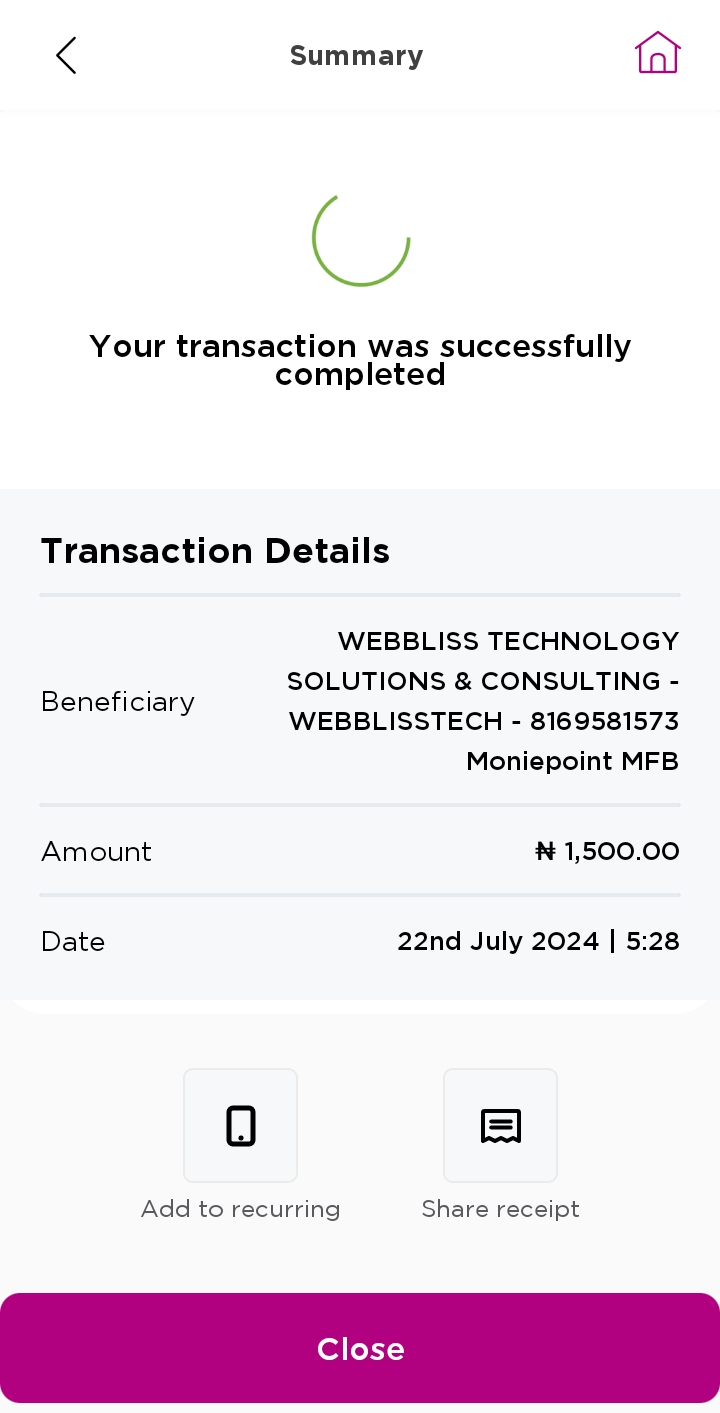 Summary
Your transaction was successfully
completed
Transaction Details
Beneficiary
WEBBLISS TECHNOLOGY
SOLUTIONS & CONSULTING -
WEBBLISSTECH - 8169581573
Moniepoint MFB
Amount
₦ 1,500.00
Date
22nd July 2024 | 5:28
Add to recurring
Share receipt
Close